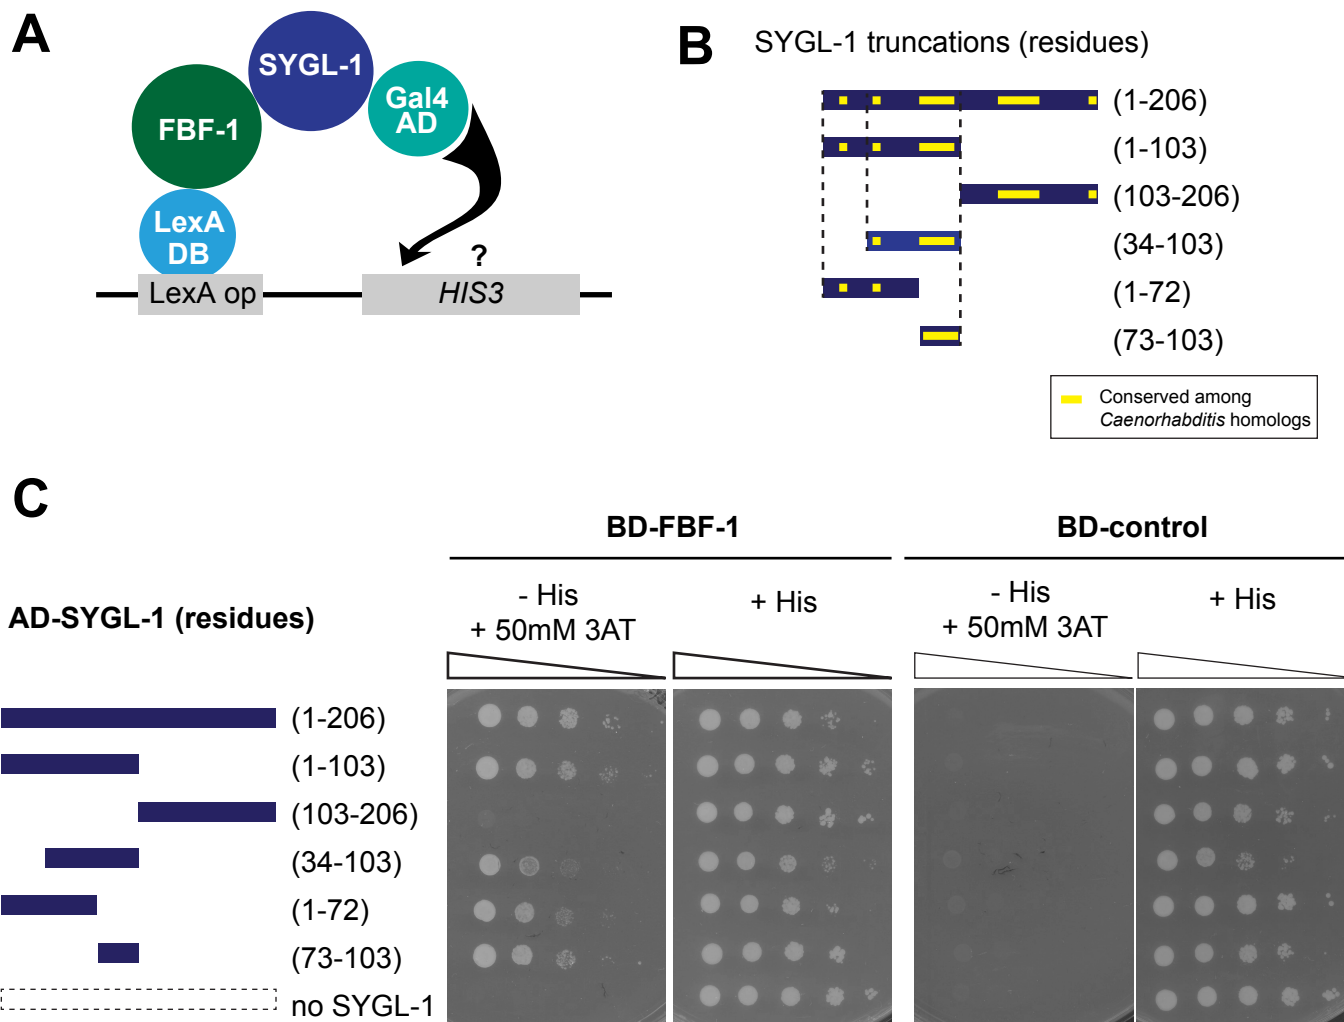 A
SYGL-1
FBF-1
Gal4
AD
LexA
DB
?
LexA op
HIS3
B
SYGL-1 truncations (residues)
(1-206)
(1-103)
(103-206)
(34-103)
(1-72)
(73-103)
Conserved among
Caenorhabditis homologs
C
BD-FBF-1
BD-control
AD-SYGL-1 (residues)
- His
+ 50mM 3AT
+ His
- His
+ 50mM 3AT
+ His
(1-206)
(1-103)
(103-206)
(34-103)
(1-72)
(73-103)
no SYGL-1